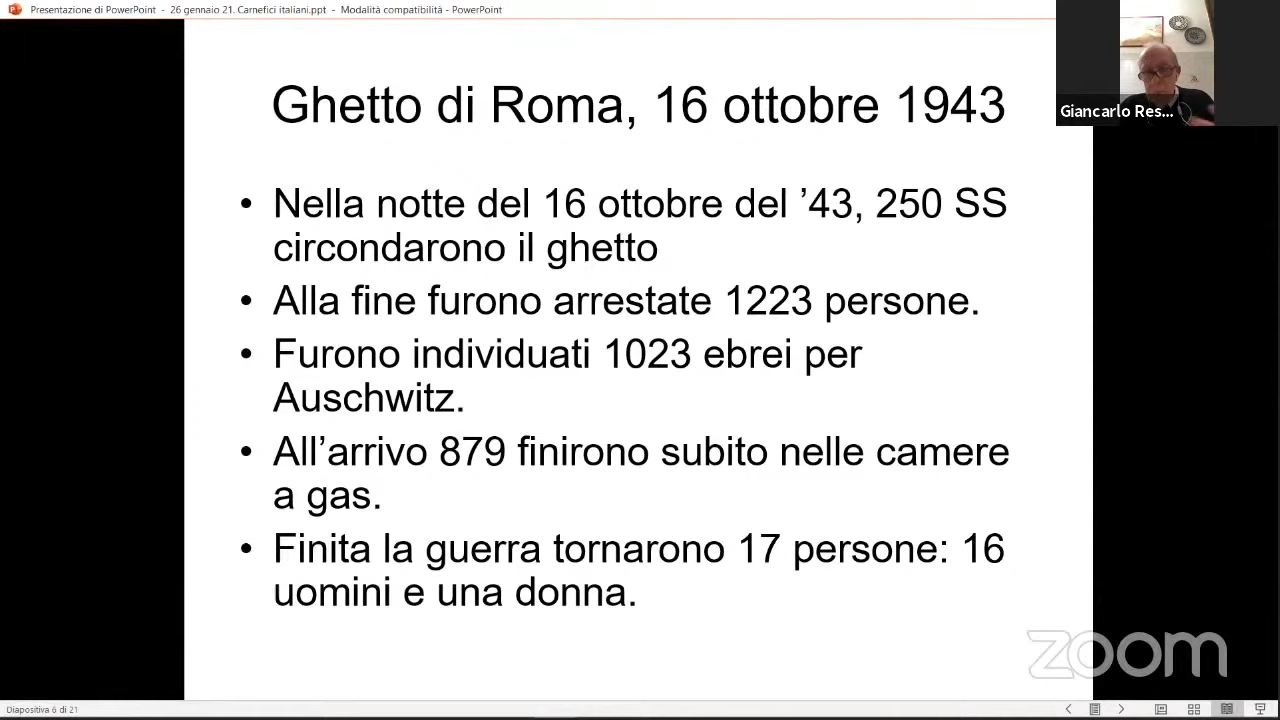 Presentazione di PowerPoint - 26 gennaio 21. Carnefici italiani.ppt - Modalità compatibilità - PowerPoint
Giancarlo Res...
Ghetto di Roma, 16 ottobre 1943
• Nella notte del 16 ottobre del ’43, 250 SS
circondarono il ghetto
• Alla fine furono arrestate 1223 persone.
• Furono individuati 1023 ebrei per
Auschwitz.
• All’arrivo 879 finirono subito nelle camere
a gas.
• Finita la guerra tornarono 17 persone: 16
uomini e una donna.
zoom
Diapositiva 6 di 21